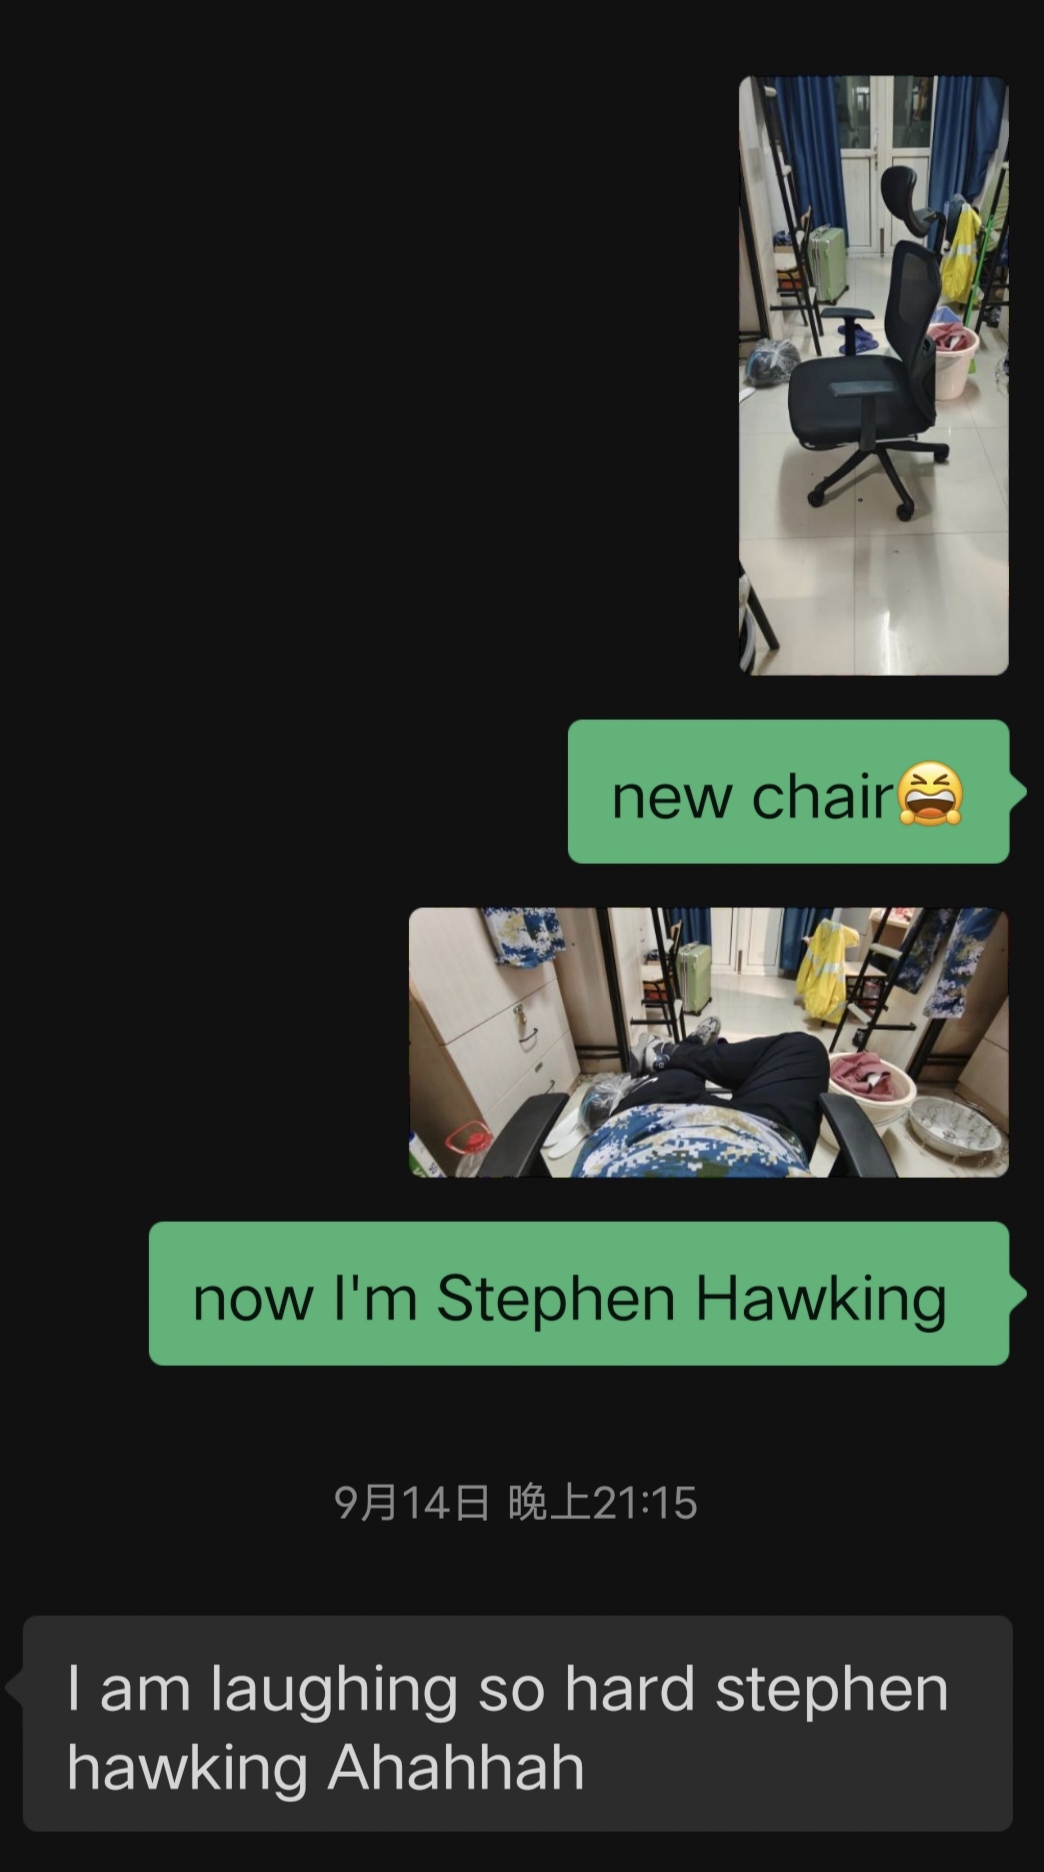 new chair😫
now I'm Stephen Hawking
9月14日 晚上21:15
I am laughing so hard stephen
hawking Ahahhah